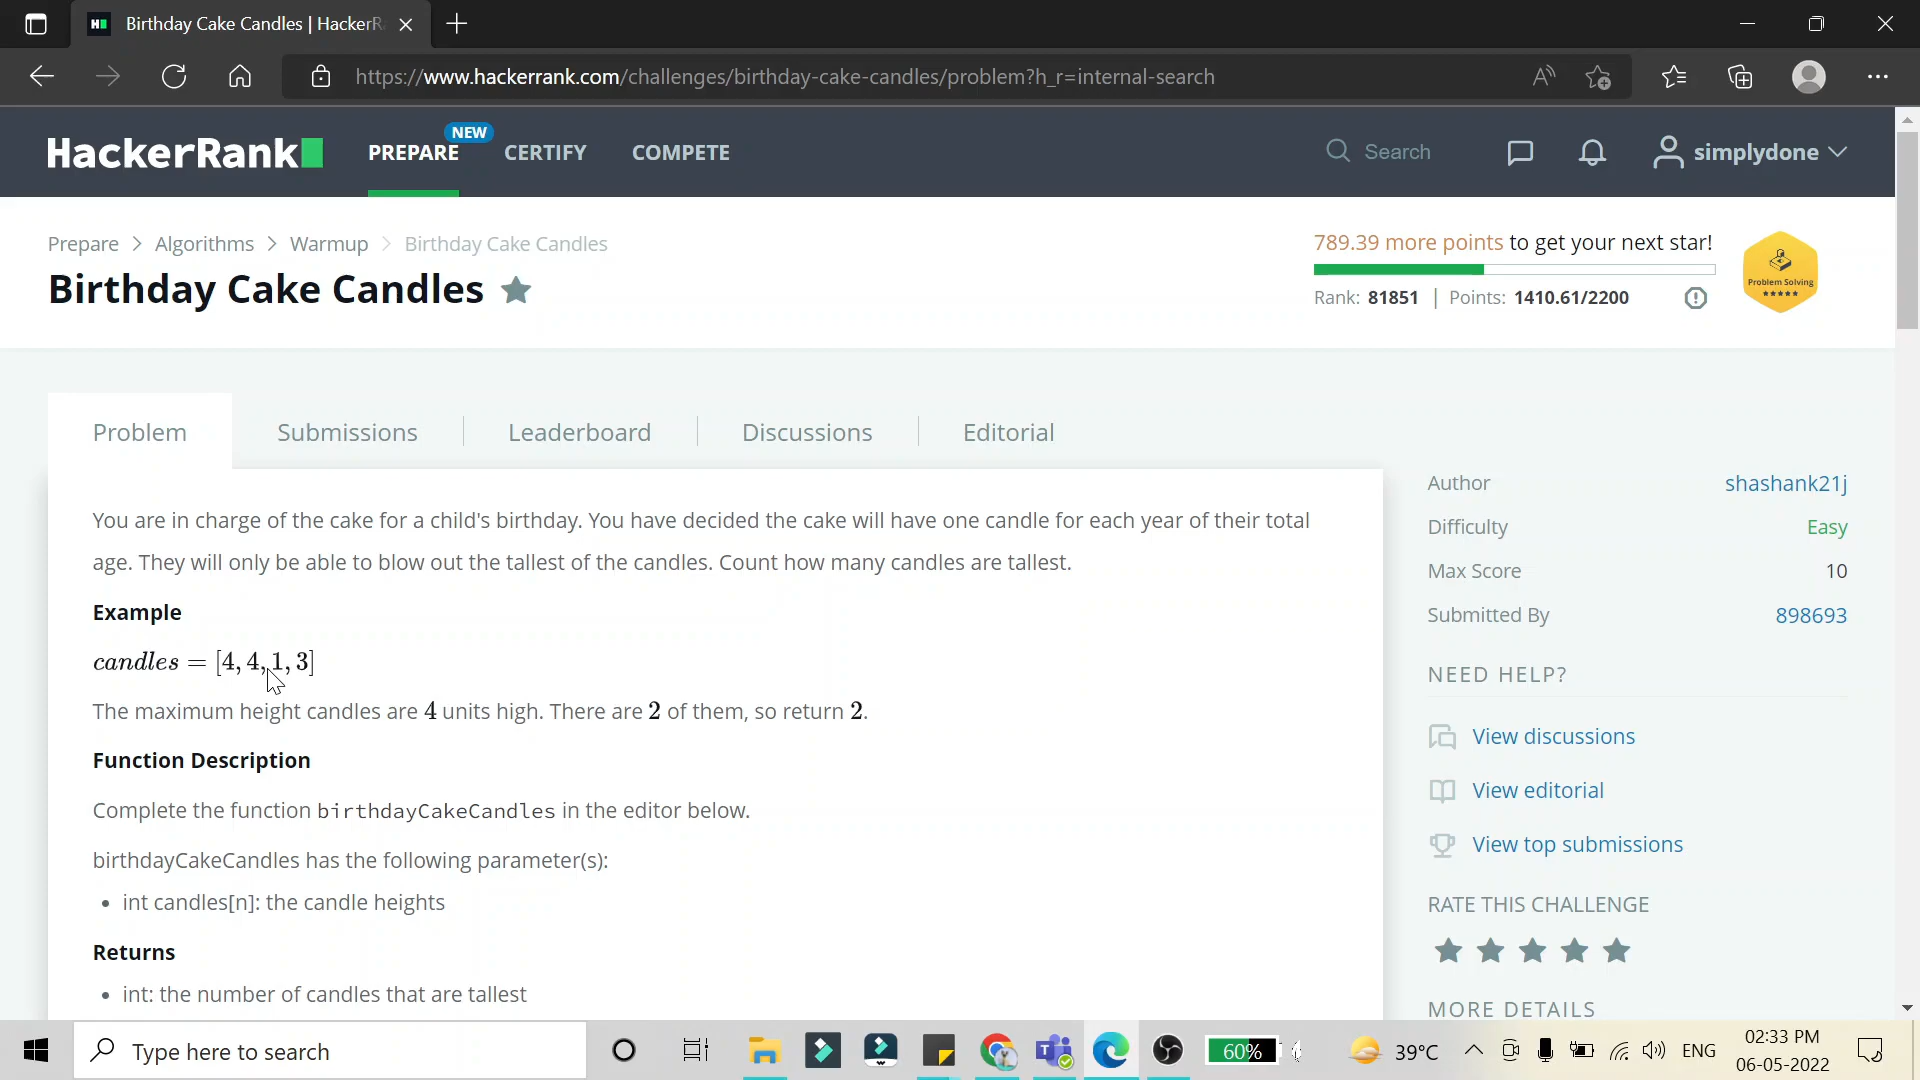 Birthday Cake Candles | HackerR
https://www.hackerrank.com/challenges/birthday-cake-candles/problem?h_r=internal-search
HackerRank
PREPARE
NEW
CERTIFY
COMPETE
Search
simplydone
Prepare > Algorithms > Warmup > Birthday Cake Candles
Birthday Cake Candles
789.39 more points to get your next star!
Rank: 81851 | Points: 1410.61/2200
Problem Solving
Problem
Submissions
Leaderboard
Discussions
Editorial
You are in charge of the cake for a child's birthday. You have decided the cake will have one candle for each year of their total
age. They will only be able to blow out the tallest of the candles. Count how many candles are tallest.
Example
candles = [4, 4, 1, 3]
The maximum height candles are 4 units high. There are 2 of them, so return 2.
Function Description
Complete the function birthdayCakeCandles in the editor below.
birthdayCakeCandles has the following parameter(s):
• int candles[n]: the candle heights
Returns
• int: the number of candles that are tallest
Author shashank21j
Difficulty Easy
Max Score 10
Submitted By 898693
NEED HELP?
View discussions
View editorial
View top submissions
RATE THIS CHALLENGE
MORE DETAILS
Type here to search
60%
39°C
ENG
02:33 PM
06-05-2022